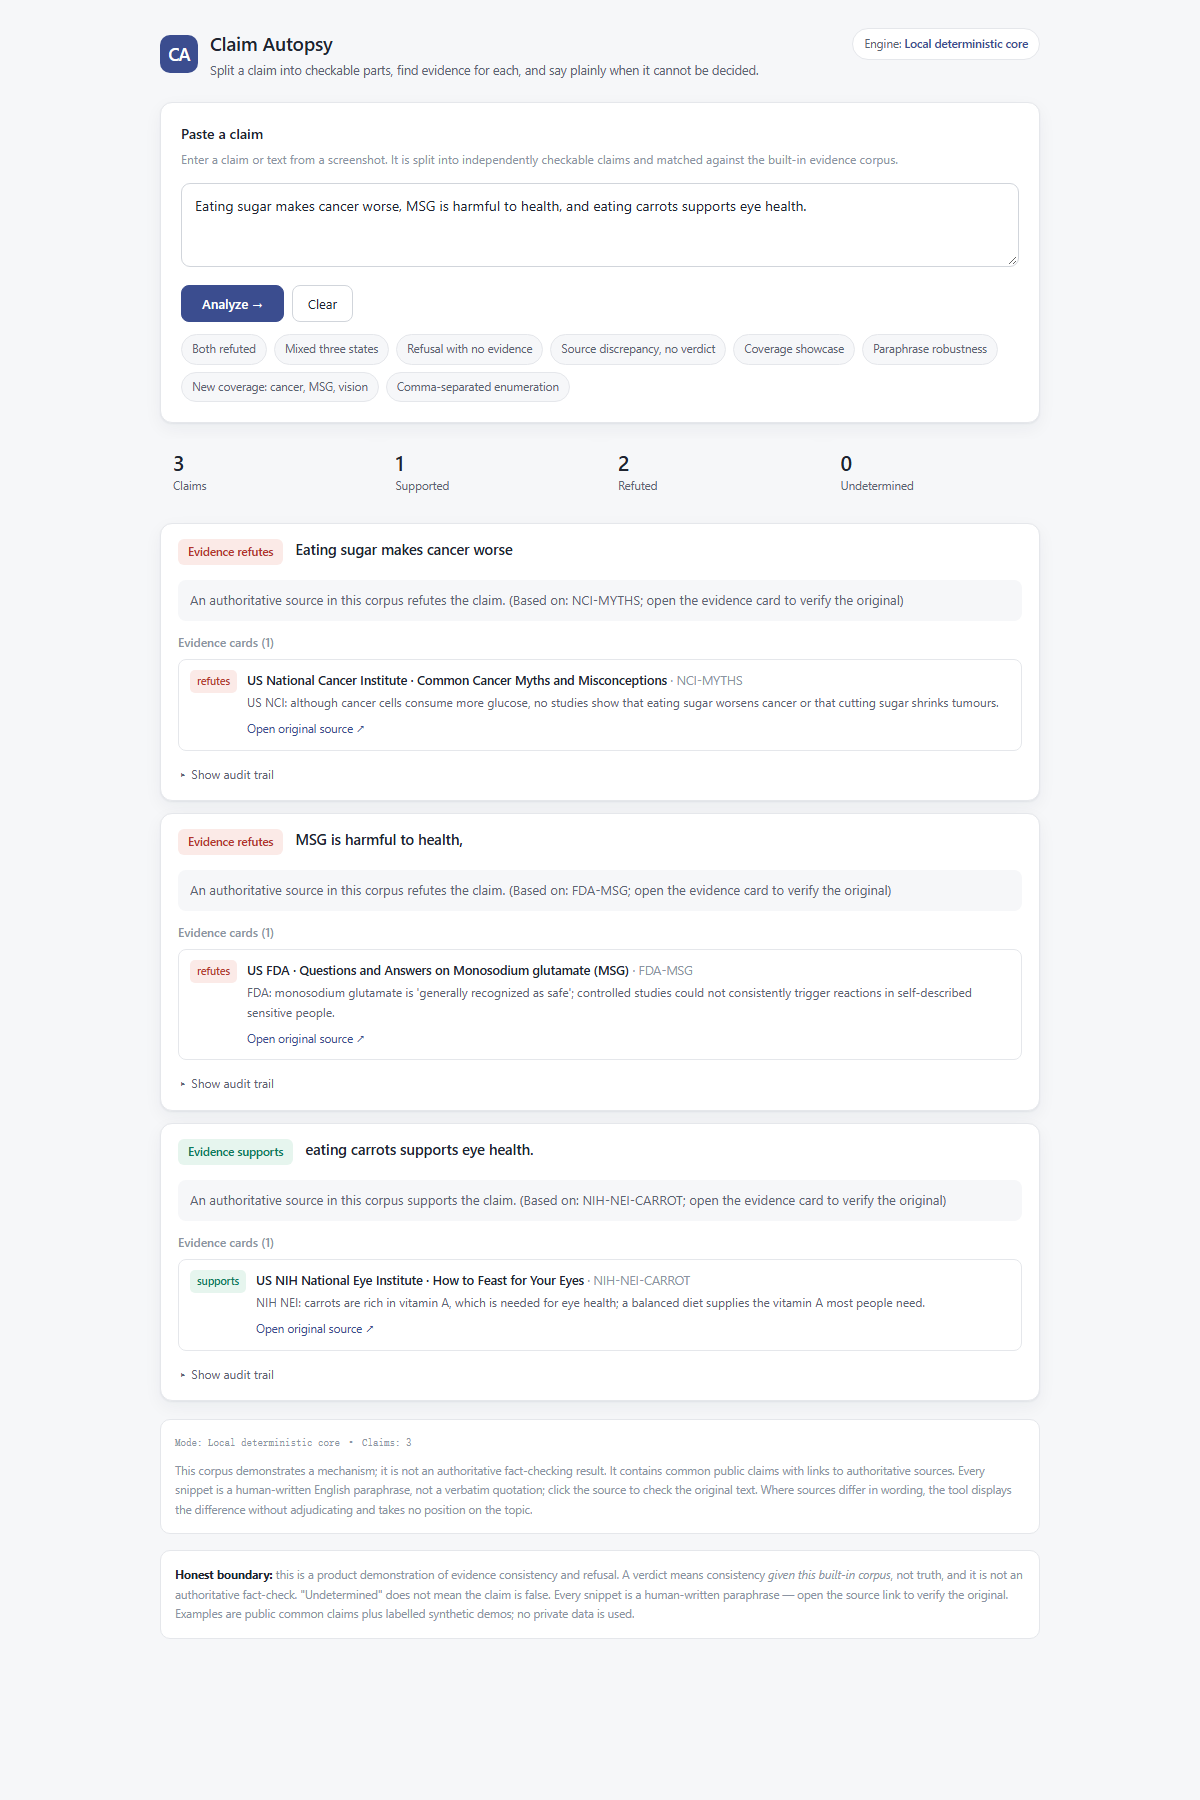 CA
Claim Autopsy
Split a claim into checkable parts, find evidence for each, and say plainly when it cannot be decided.
Engine: Local deterministic core
Paste a claim
Enter a claim or text from a screenshot. It is split into independently checkable claims and matched against the built-in evidence corpus.
Eating sugar makes cancer worse, MSG is harmful to health, and eating carrots supports eye health.
Analyze →
Clear
Both refuted
Mixed three states
Refusal with no evidence
Source discrepancy, no verdict
Coverage showcase
Paraphrase robustness
New coverage: cancer, MSG, vision
Comma-separated enumeration
3
Claims
1
Supported
2
Refuted
0
Undetermined
Evidence refutes
Eating sugar makes cancer worse
An authoritative source in this corpus refutes the claim. (Based on: NCI-MYTHS; open the evidence card to verify the original)
Evidence cards (1)
refutes
US National Cancer Institute · Common Cancer Myths and Misconceptions · NCI-MYTHS
US NCI: although cancer cells consume more glucose, no studies show that eating sugar worsens cancer or that cutting sugar shrinks tumours.
Open original source ↗
▸ Show audit trail
Evidence refutes
MSG is harmful to health,
An authoritative source in this corpus refutes the claim. (Based on: FDA-MSG; open the evidence card to verify the original)
Evidence cards (1)
refutes
US FDA · Questions and Answers on Monosodium glutamate (MSG) · FDA-MSG
FDA: monosodium glutamate is 'generally recognized as safe'; controlled studies could not consistently trigger reactions in self-described
sensitive people.
Open original source ↗
▸ Show audit trail
Evidence supports
eating carrots supports eye health.
An authoritative source in this corpus supports the claim. (Based on: NIH-NEI-CARROT; open the evidence card to verify the original)
Evidence cards (1)
supports
US NIH National Eye Institute · How to Feast for Your Eyes · NIH-NEI-CARROT
NIH NEI: carrots are rich in vitamin A, which is needed for eye health; a balanced diet supplies the vitamin A most people need.
Open original source ↗
▸ Show audit trail
Mode: Local deterministic core · Claims: 3
This corpus demonstrates a mechanism; it is not an authoritative fact-checking result. It contains common public claims with links to authoritative sources. Every
snippet is a human-written English paraphrase, not a verbatim quotation; click the source to check the original text. Where sources differ in wording, the tool displays
the difference without adjudicating and takes no position on the topic.
Honest boundary: this is a product demonstration of evidence consistency and refusal. A verdict means consistency given this built-in corpus, not truth, and it is not an
authoritative fact-check. "Undetermined" does not mean the claim is false. Every snippet is a human-written paraphrase — open the source link to verify the original.
Examples are public common claims plus labelled synthetic demos; no private data is used.